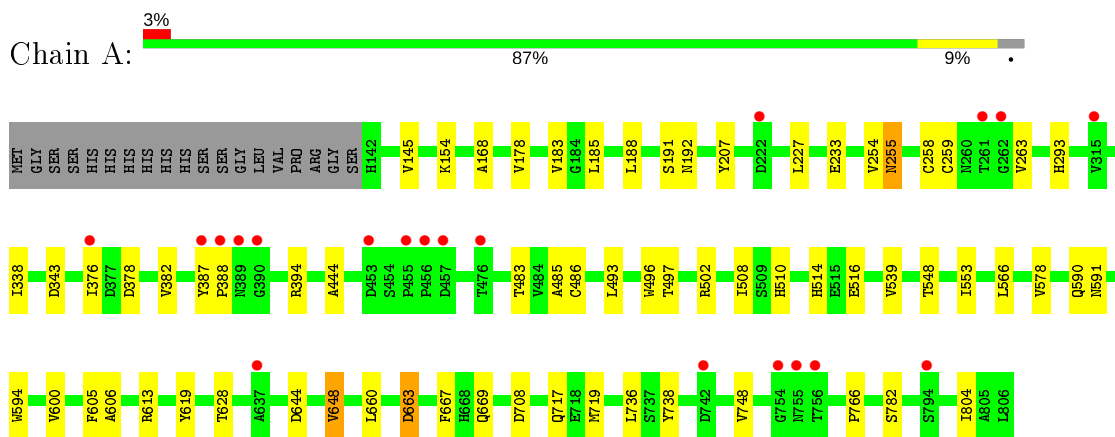 3%
Chain A:
87%
9%
MET GLY SER SER HIS HIS HIS HIS HIS HIS SER SER GLY LEU VAL PRO ARG GLY SER H142 V145 K154 A168 V178 V183 G184 L185 L188 S191 N192 Y207 D222 L227 E233 V254 N255 C258 C259 N260 T261 G262 V263 H293 V315
I338 D343 I376 D377 D378 V382 Y387 P388 N389 G390 R394 A444 D453 S454 P455 P456 D457 T476 T483 V484 A485 C486 L493 W496 T497 R502 I508 S509 H510 H514 E515 E516 V539 T548 I553 L566 V578 Q590 N591
W594 V600 F605 A606 R613 Y619 T628 A637 D644 V648 L660 D663 F667 H668 Q669 D708 Q717 E718 M719 L736 S737 Y738 D742 V748 G754 N755 T756 P766 S782 S794 I804 A805 L806